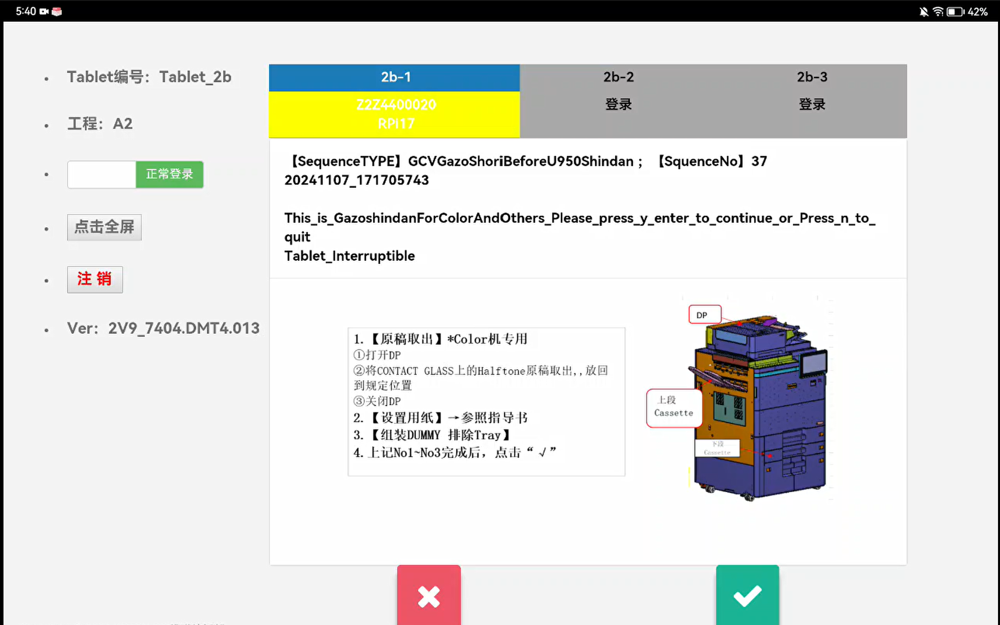 5:40
42%
Tablet编号：Tablet_2b
工程：A2
正常登录
点击全屏
注 销
Ver：2V9_7404.DMT4.013
2b-1
2b-2
2b-3
Z2Z4400020
RPi17
登录
登录
【SequenceTYPE】GCVGazoShoriBeforeU950Shindan ；【SquenceNo】37
20241107_171705743
This_is_GazoshindanForColorAndOthers_Please_press_y_enter_to_continue_or_Press_n_to_
quit
Tablet_Interruptible
1.【原稿取出】*Color机专用
①打开DP
②将CONTACT GLASS上的Halftone原稿取出,,放回
到规定位置
③关闭DP
2.【设置用纸】→参照指导书
3.【组装DUMMY 排除Tray】
4.上记No1~No3完成后，点击“√”
DP
上段
Cassette
下段
Cassette